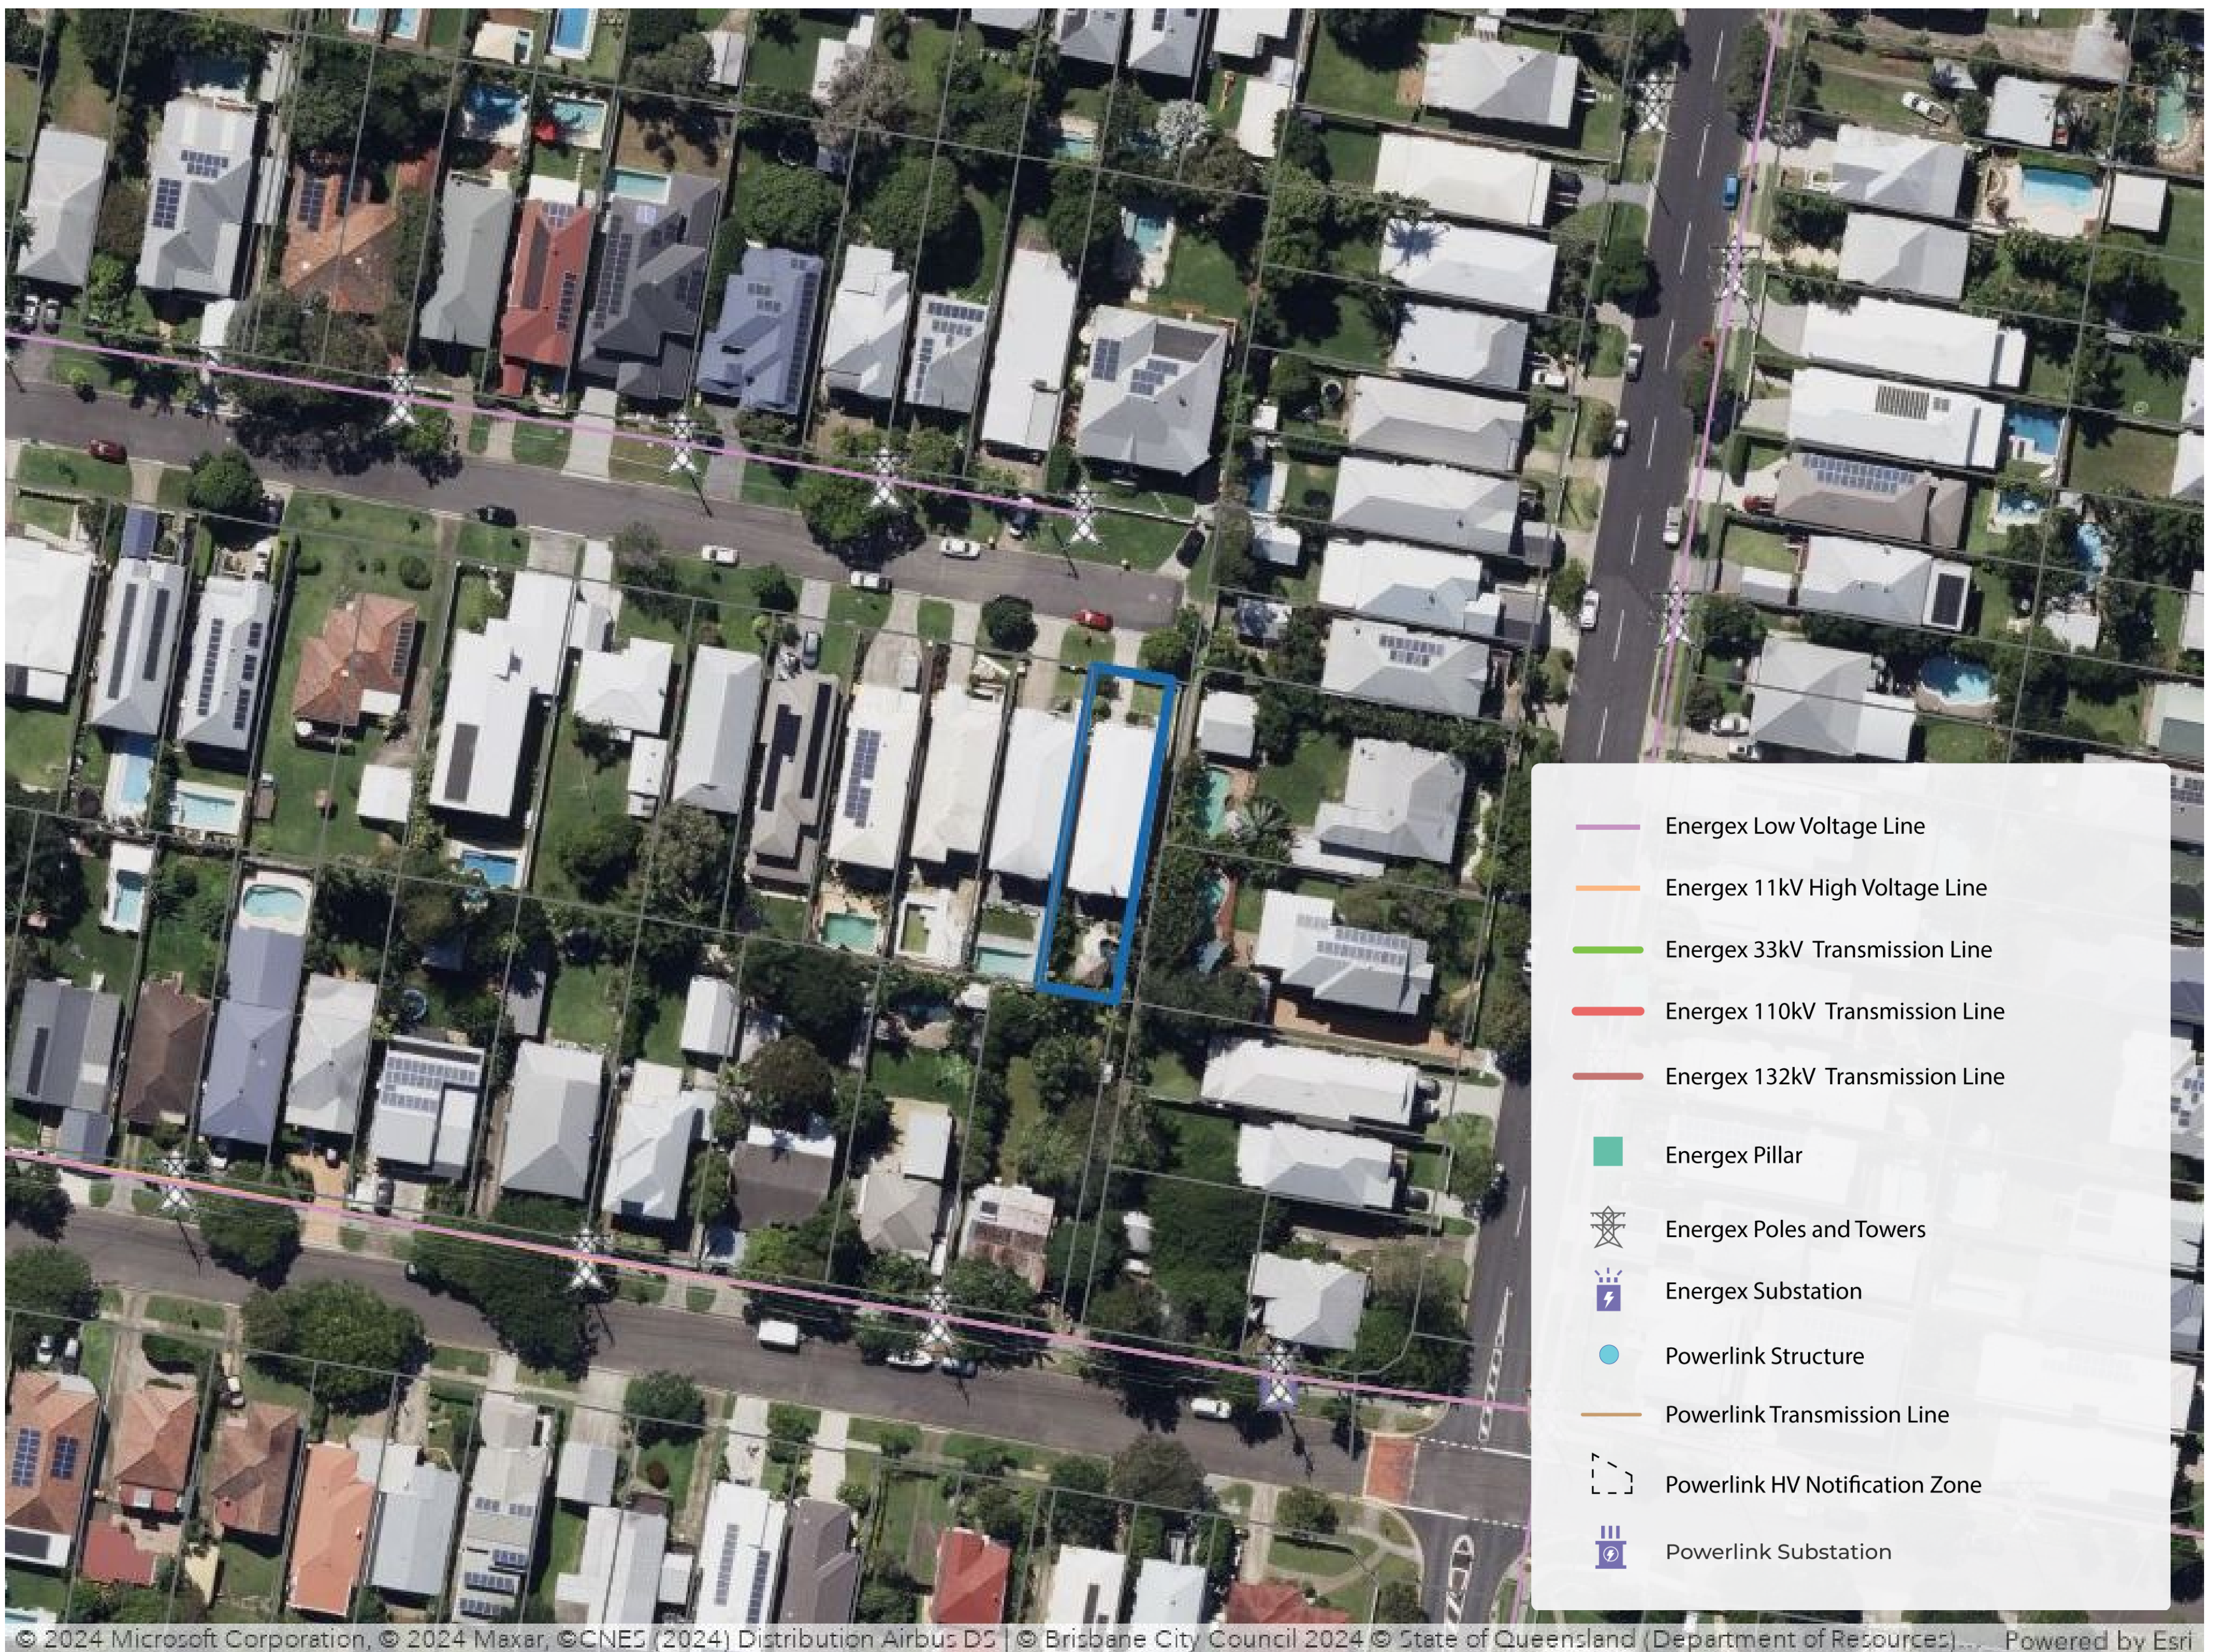 Energex Low Voltage Line
Energex 11kV High Voltage Line
Energex 33kV Transmission Line
Energex 110kV Transmission Line
Energex 132kV Transmission Line
Energex Pillar
Energex Poles and Towers
Energex Substation
Powerlink Structure
Powerlink Transmission Line
Powerlink HV Notification Zone
Powerlink Substation
© 2024 Microsoft Corporation, © 2024 Maxar, ©CNES (2024) Distribution Airbus DS | © Brisbane City Council 2024 © State of Queensland (Department of Resources)... Powered by Esri